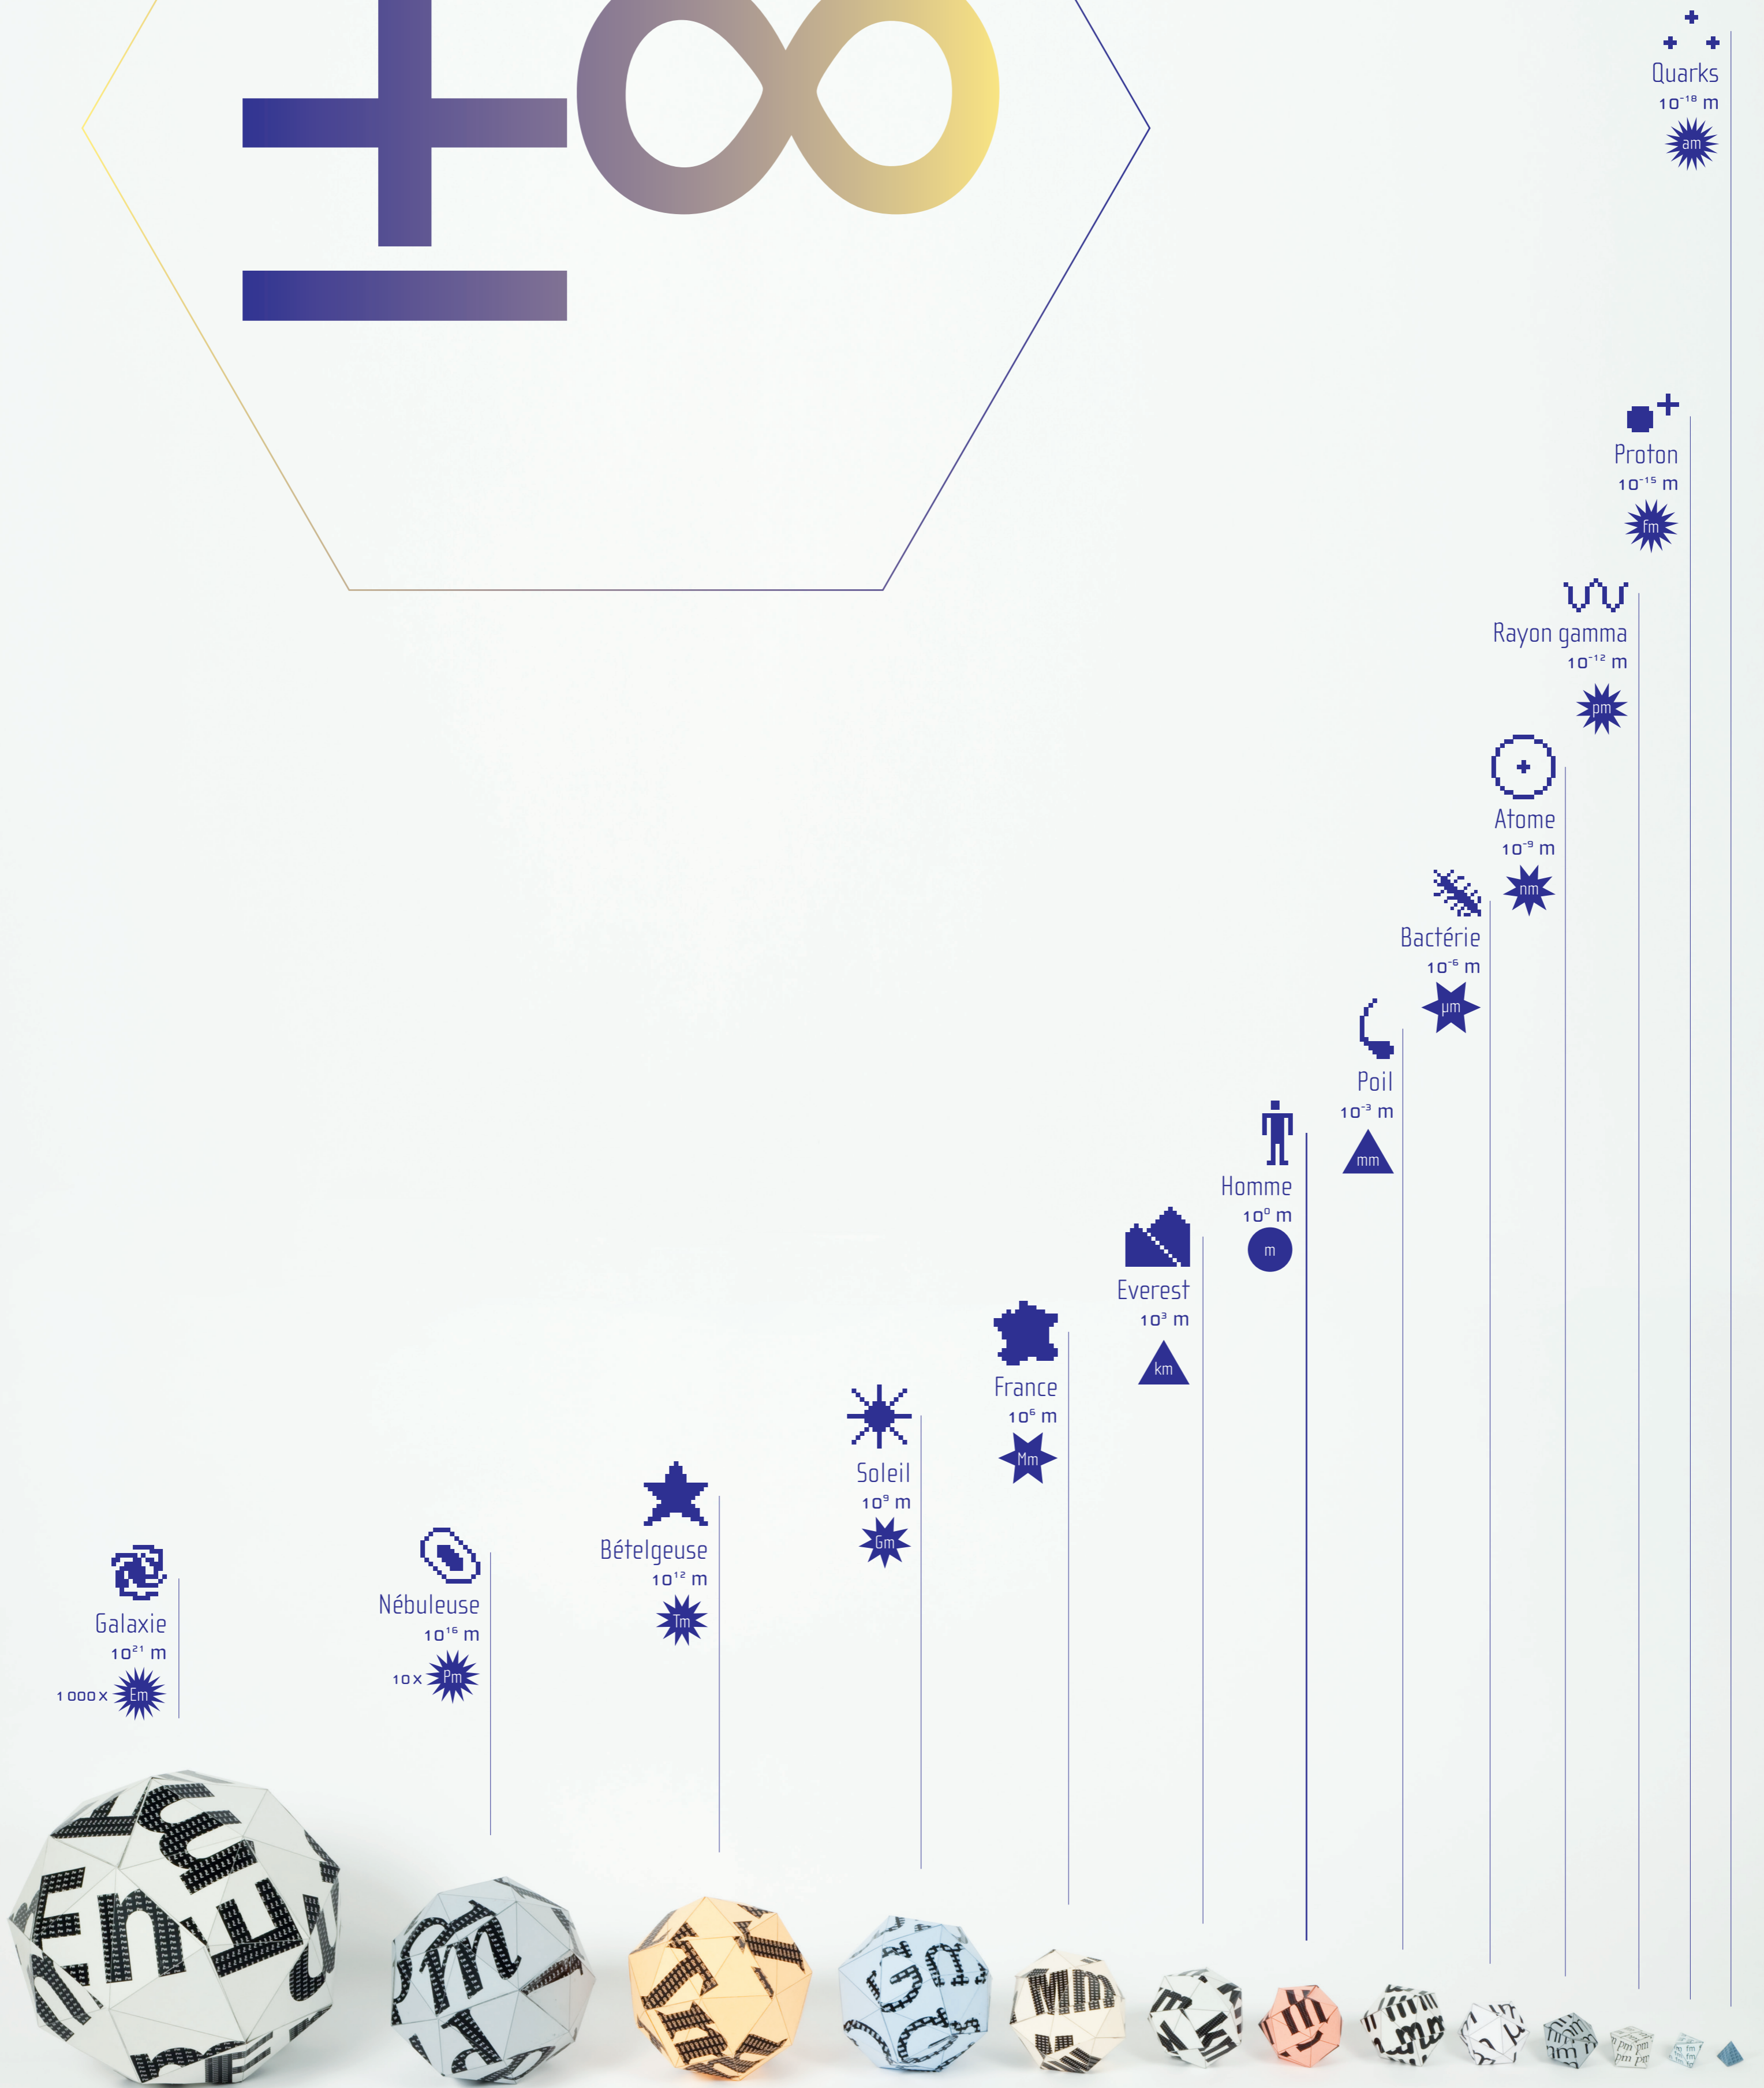 ±∞
Quarks
10⁻¹⁸ m
am
Proton
10⁻¹⁵ m
fm
Rayon gamma
10⁻¹² m
pm
Atome
10⁻⁹ m
nm
Bactérie
10⁻⁶ m
µm
Poil
10⁻³ m
mm
Homme
10⁰ m
m
Everest
10³ m
km
France
10⁶ m
Mm
Soleil
10⁹ m
Gm
Bételgeuse
10¹² m
Tm
Nébuleuse
10¹⁶ m
10x Pm
Galaxie
10²¹ m
1 000x Em